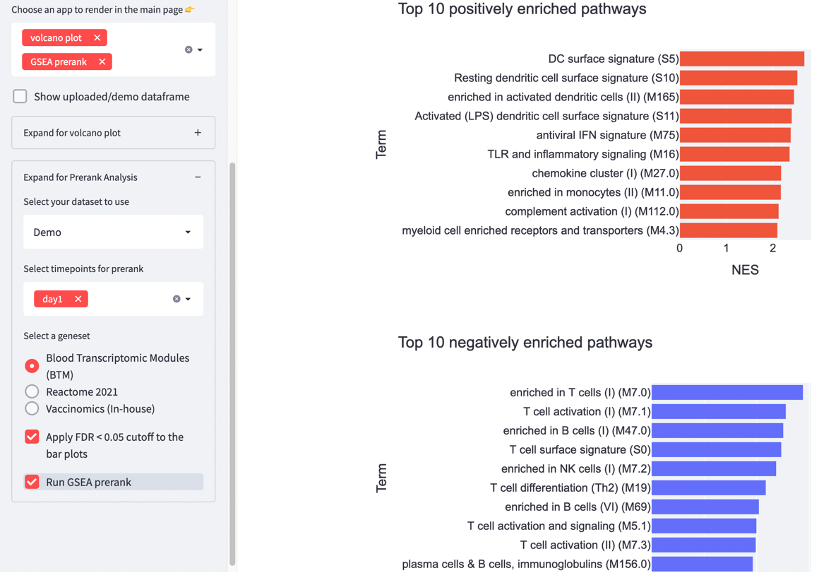 Choose an app to render in the main page👉
volcano plot ×
GSEA prerank ×
Show uploaded/demo dataframe
Expand for volcano plot +
Expand for Prerank Analysis −
Select your dataset to use
Demo
Select timepoints for prerank
day1 ×
Select a geneset
Blood Transcriptomic Modules
(BTM)
Reactome 2021
Vaccinomics (In-house)
Apply FDR < 0.05 cutoff to the
bar plots
Run GSEA prerank
Top 10 positively enriched pathways
Term
DC surface signature (S5)
Resting dendritic cell surface signature (S10)
enriched in activated dendritic cells (II) (M165)
Activated (LPS) dendritic cell surface signature (S11)
antiviral IFN signature (M75)
TLR and inflammatory signaling (M16)
chemokine cluster (I) (M27.0)
enriched in monocytes (II) (M11.0)
complement activation (I) (M112.0)
myeloid cell enriched receptors and transporters (M4.3)
0 1 2
NES
Top 10 negatively enriched pathways
Term
enriched in T cells (I) (M7.0)
T cell activation (I) (M7.1)
enriched in B cells (I) (M47.0)
T cell surface signature (S0)
enriched in NK cells (I) (M7.2)
T cell differentiation (Th2) (M19)
enriched in B cells (VI) (M69)
T cell activation and signaling (M5.1)
T cell activation (II) (M7.3)
plasma cells & B cells, immunoglobulins (M156.0)